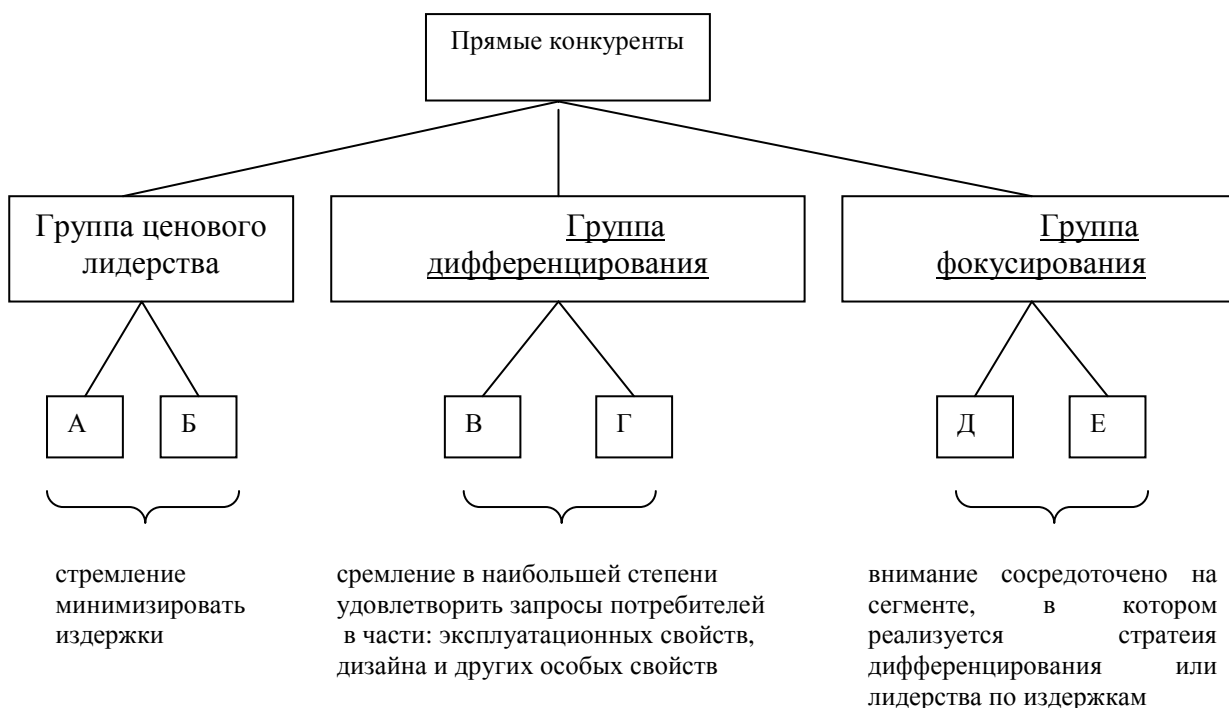 Прямые конкуренты
Группа ценового
лидерства
Группа
дифференцирования
Группа
фокусирования
А
Б
В
Г
Д
Е
стремление
минимизировать
издержки
сремление в наибольшей степени
удовлетворить запросы потребителей
в части: эксплуатационных свойств,
дизайна и других особых свойств
внимание сосредоточено на
сегменте, в котором
реализуется стратеия
дифференцирования или
лидерства по издержкам